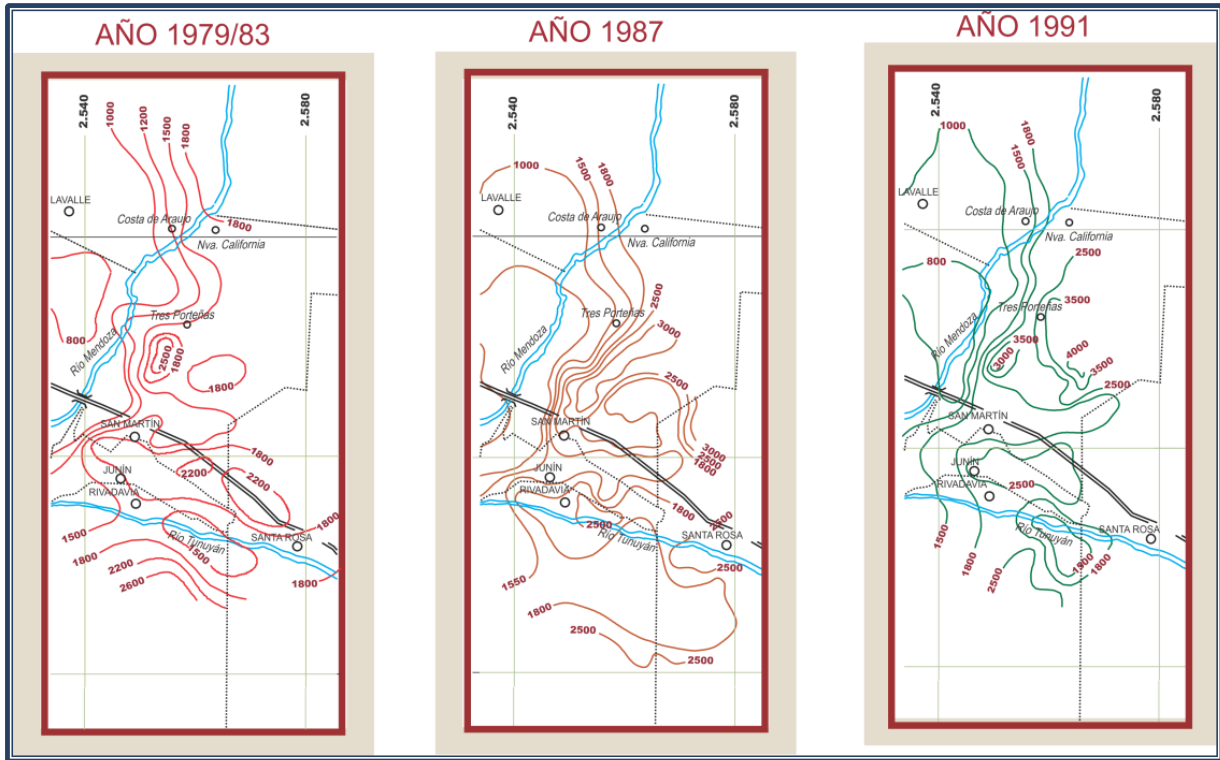 AÑO 1979/83
2.540
2.580
1000
1200
1500
1800
LAVALLE
Costa de Araujo
1800
Nva. California
Tres Porteñas
800
Río Mendoza
2500
1800
1800
SAN MARTÍN
1800
JUNÍN
2200
2200
RIVADAVIA
1800
1500
Río Tunuyán
SANTA ROSA
1500
1800
2200
2600
1800
AÑO 1987
2.540
2.580
1000
1500
1800
LAVALLE
Costa de Araujo
Nva. California
2500
Tres Porteñas
3000
Río Mendoza
2500
SAN MARTÍN
3000
2500
1800
JUNÍN
RIVADAVIA
1800
2500
2500
Río Tunuyán
SANTA ROSA
2500
1550
1800
2500
2500
AÑO 1991
2.540
2.580
1000
1800
1500
LAVALLE
Costa de Araujo
Nva. California
2500
800
3500
Tres Porteñas
Río Mendoza
3500
3000
4000
3500
2500
SAN MARTÍN
JUNÍN
RIVADAVIA
2500
Río Tunuyán
SANTA ROSA
1500
1800
2500
1800